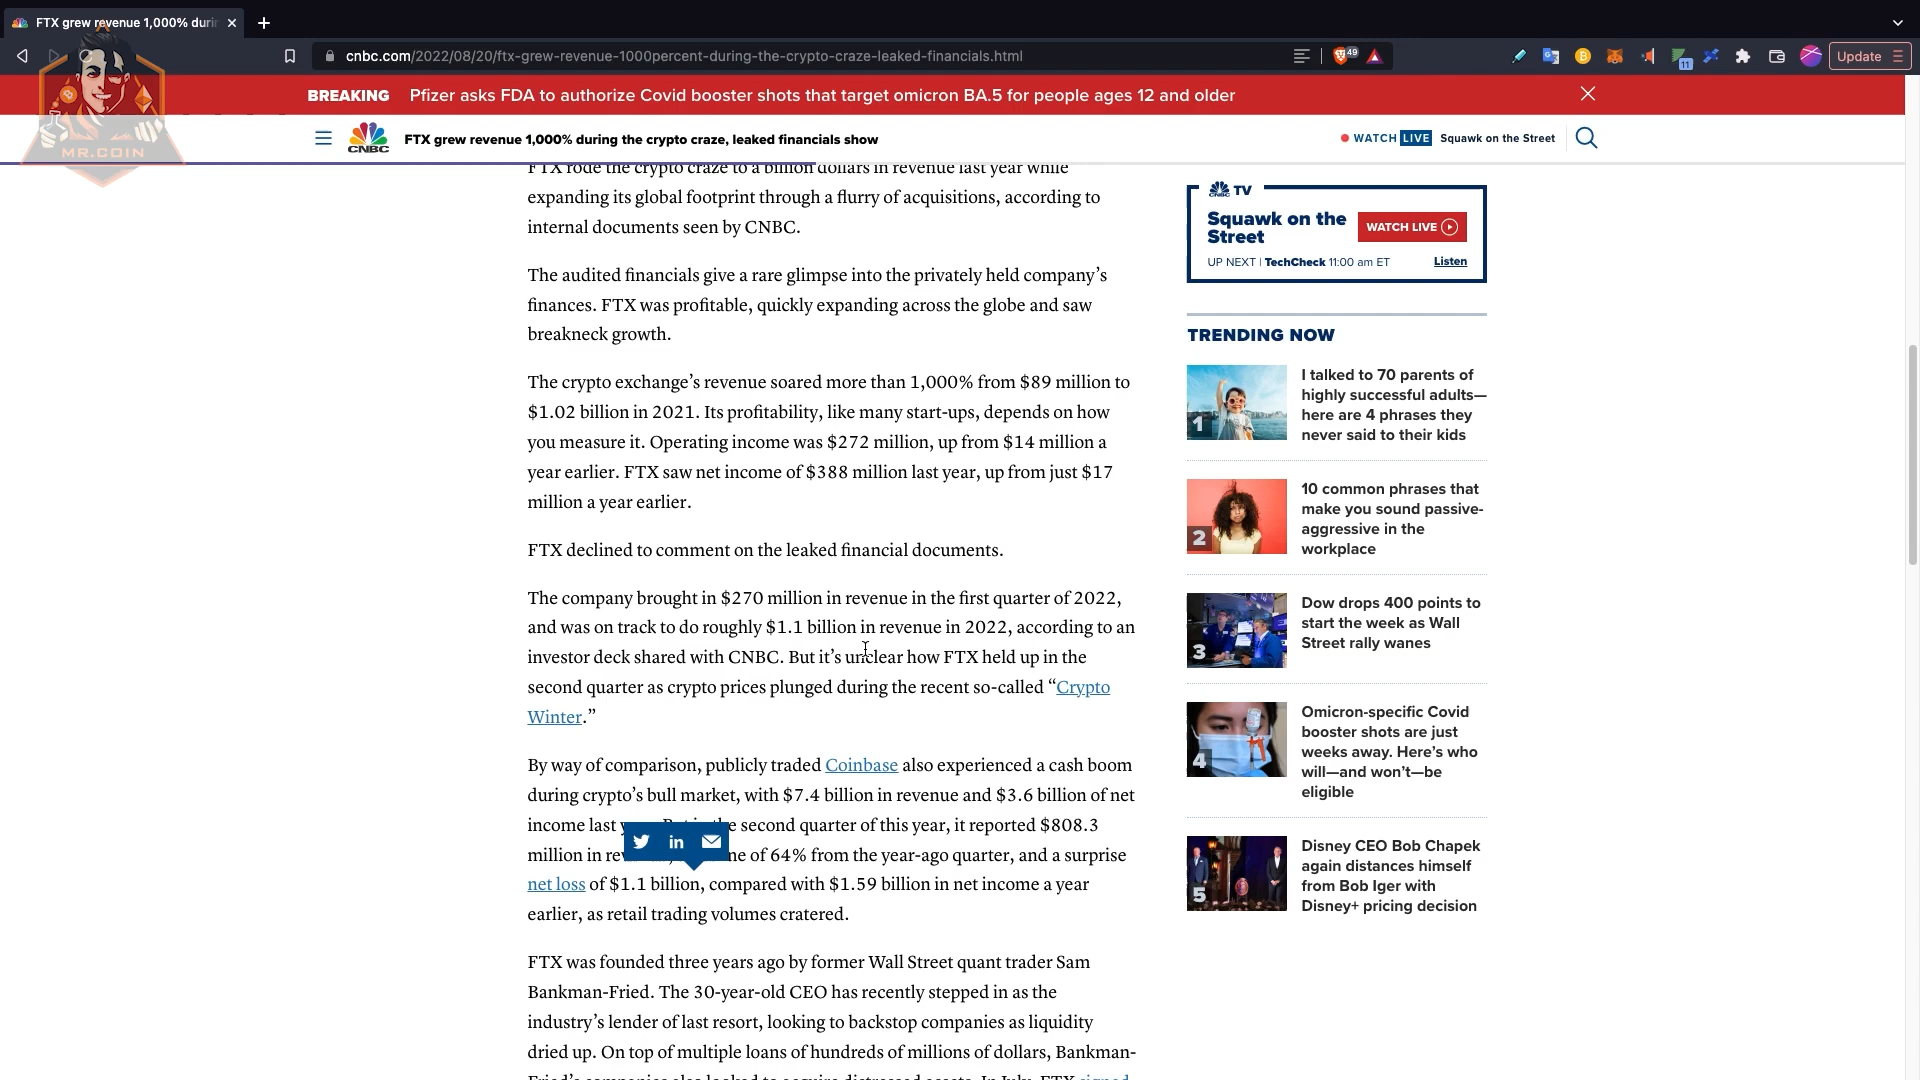 FTX grew revenue 1,000% durin
cnbc.com/2022/08/20/ftx-grew-revenue-1000percent-during-the-crypto-craze-leaked-financials.html
49
11
Update
MR.COIN
BREAKING Pfizer asks FDA to authorize Covid booster shots that target omicron BA.5 for people ages 12 and older
CNBC
FTX grew revenue 1,000% during the crypto craze, leaked financials show
WATCH LIVE Squawk on the Street
FTX rode the crypto craze to a billion dollars in revenue last year while
expanding its global footprint through a flurry of acquisitions, according to
internal documents seen by CNBC.
The audited financials give a rare glimpse into the privately held company’s
finances. FTX was profitable, quickly expanding across the globe and saw
breakneck growth.
The crypto exchange’s revenue soared more than 1,000% from $89 million to
$1.02 billion in 2021. Its profitability, like many start-ups, depends on how
you measure it. Operating income was $272 million, up from $14 million a
year earlier. FTX saw net income of $388 million last year, up from just $17
million a year earlier.
FTX declined to comment on the leaked financial documents.
The company brought in $270 million in revenue in the first quarter of 2022,
and was on track to do roughly $1.1 billion in revenue in 2022, according to an
investor deck shared with CNBC. But it’s unclear how FTX held up in the
second quarter as crypto prices plunged during the recent so-called “Crypto
Winter.”
By way of comparison, publicly traded Coinbase also experienced a cash boom
during crypto’s bull market, with $7.4 billion in revenue and $3.6 billion of net
income last second quarter of this year, it reported $808.3
million in of 64% from the year-ago quarter, and a surprise
net loss of $1.1 billion, compared with $1.59 billion in net income a year
earlier, as retail trading volumes cratered.
FTX was founded three years ago by former Wall Street quant trader Sam
Bankman-Fried. The 30-year-old CEO has recently stepped in as the
industry’s lender of last resort, looking to backstop companies as liquidity
dried up. On top of multiple loans of hundreds of millions of dollars, Bankman-
in
CNBC TV
Squawk on the
Street
WATCH LIVE
UP NEXT | TechCheck 11:00 am ET
Listen
TRENDING NOW
1
I talked to 70 parents of
highly successful adults—
here are 4 phrases they
never said to their kids
2
10 common phrases that
make you sound passive-
aggressive in the
workplace
3
Dow drops 400 points to
start the week as Wall
Street rally wanes
4
Omicron-specific Covid
booster shots are just
weeks away. Here’s who
will—and won’t—be
eligible
5
Disney CEO Bob Chapek
again distances himself
from Bob Iger with
Disney+ pricing decision